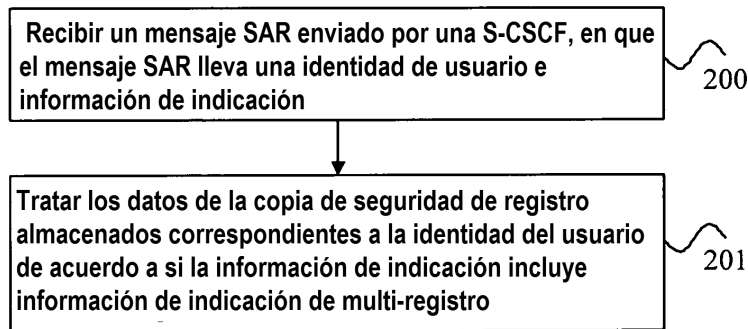 Recibir un mensaje SAR enviado por una S-CSCF, en que
el mensaje SAR lleva una identidad de usuario e
información de indicación
200
Tratar los datos de la copia de seguridad de registro
almacenados correspondientes a la identidad del usuario
de acuerdo a si la información de indicación incluye
información de indicación de multi-registro
201